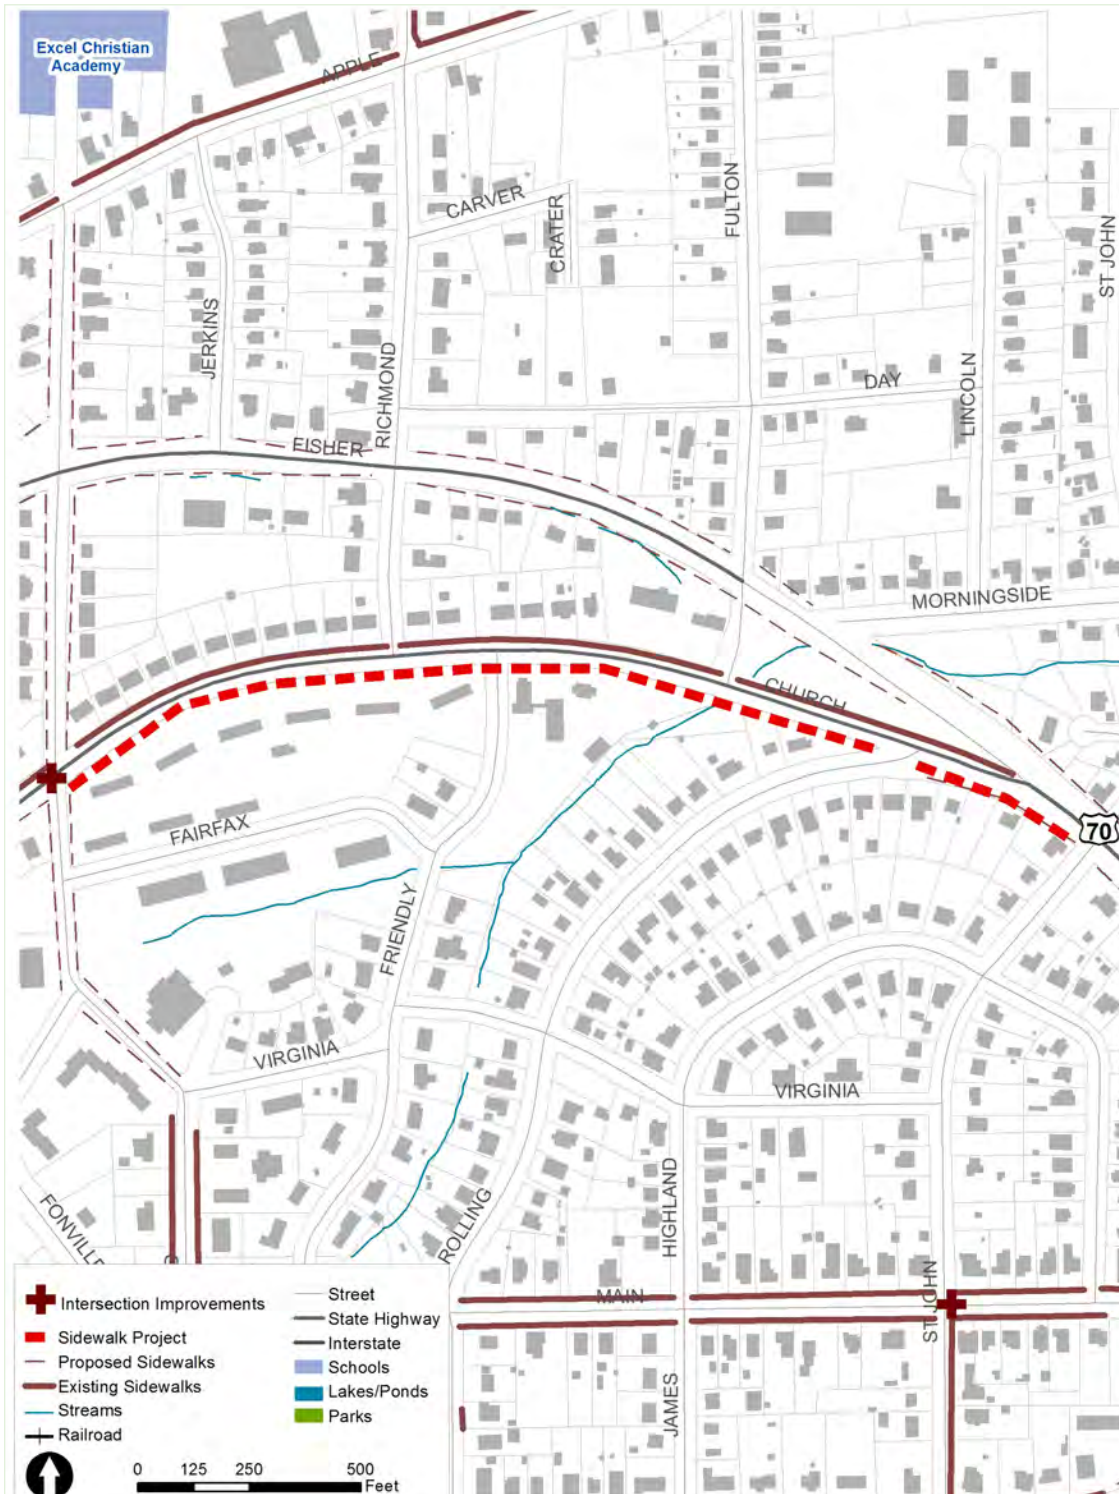 Excel Christian
Academy
APPLE
CARVER
CRATER
FULTON
ST JOHN
JERKINS
RICHMOND
DAY
LINCOLN
FISHER
MORNINGSIDE
CHURCH
70
FAIRFAX
FRIENDLY
VIRGINIA
VIRGINIA
HIGHLAND
ROLLING
MAIN
ST JOHN
JAMES
Intersection Improvements
Sidewalk Project
Proposed Sidewalks
Existing Sidewalks
Streams
Railroad
Street
State Highway
Interstate
Schools
Lakes/Ponds
Parks
0 125 250 500
Feet